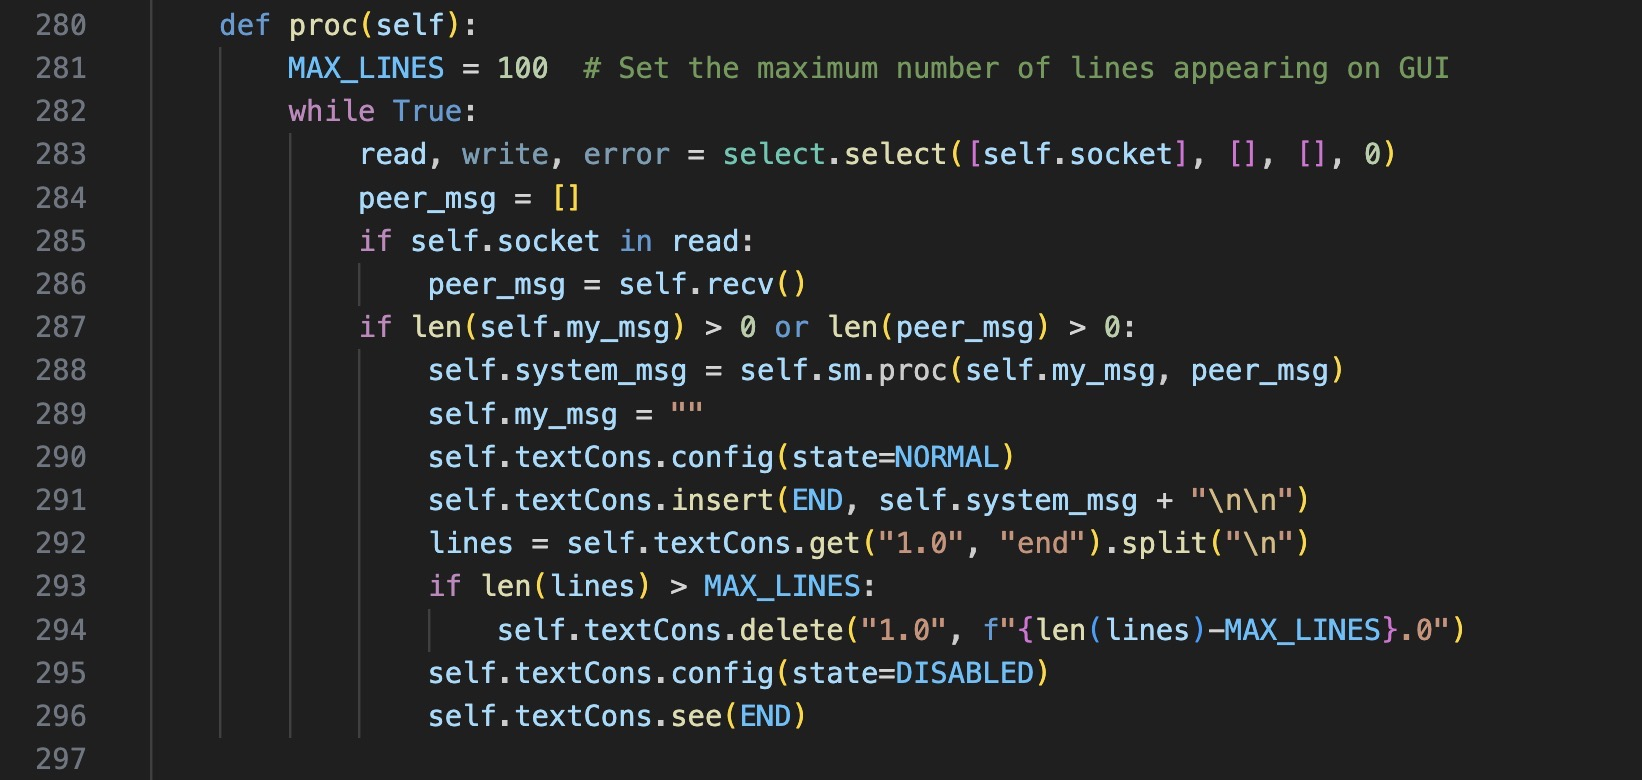 280 def proc(self):
281 MAX_LINES = 100  # Set the maximum number of lines appearing on GUI
282 while True:
283 read, write, error = select.select([self.socket], [], [], 0)
284 peer_msg = []
285 if self.socket in read:
286 peer_msg = self.recv()
287 if len(self.my_msg) > 0 or len(peer_msg) > 0:
288 self.system_msg = self.sm.proc(self.my_msg, peer_msg)
289 self.my_msg = ""
290 self.textCons.config(state=NORMAL)
291 self.textCons.insert(END, self.system_msg + "\n\n")
292 lines = self.textCons.get("1.0", "end").split("\n")
293 if len(lines) > MAX_LINES:
294 self.textCons.delete("1.0", f"{len(lines)-MAX_LINES}.0")
295 self.textCons.config(state=DISABLED)
296 self.textCons.see(END)
297